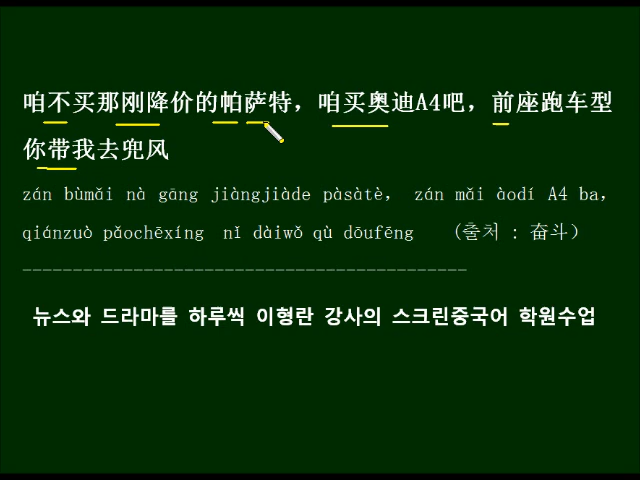 咱不买那刚降价的帕萨特，咱买奥迪A4吧，前座跑车型
你带我去兜风
zán bùmǎi nà gāng jiàngjiàde pàsàtè， zán mǎi àodí A4 ba，
qiánzuò pǎochēxíng nǐ dàiwǒ qù dōufēng （출처 : 奋斗）
뉴스와 드라마를 하루씩 이형란 강사의 스크린중국어 학원수업